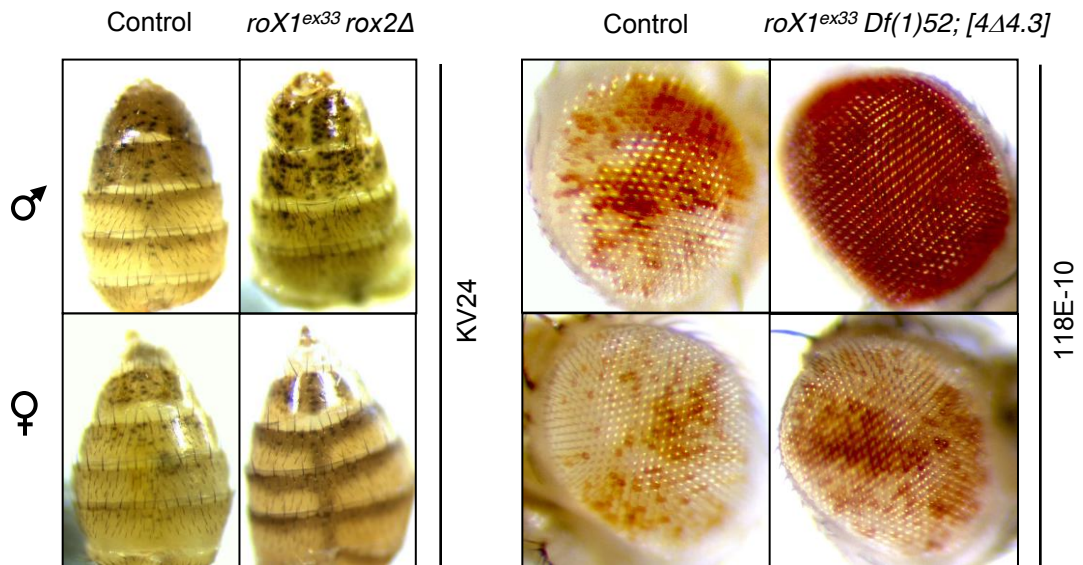 Control
roX1ex33 rox2Δ
Control
roX1ex33 Df(1)52; [4Δ4.3]
♂
♀
KV24
118E-10